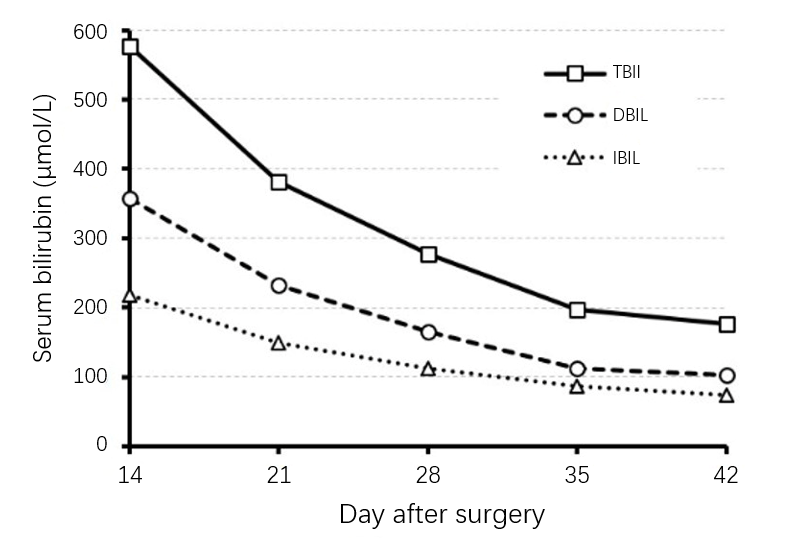 600
500
400
300
200
100
0
Serum bilirubin (μmol/L)
TBII
DBIL
IBIL
14 21 28 35 42
Day after surgery